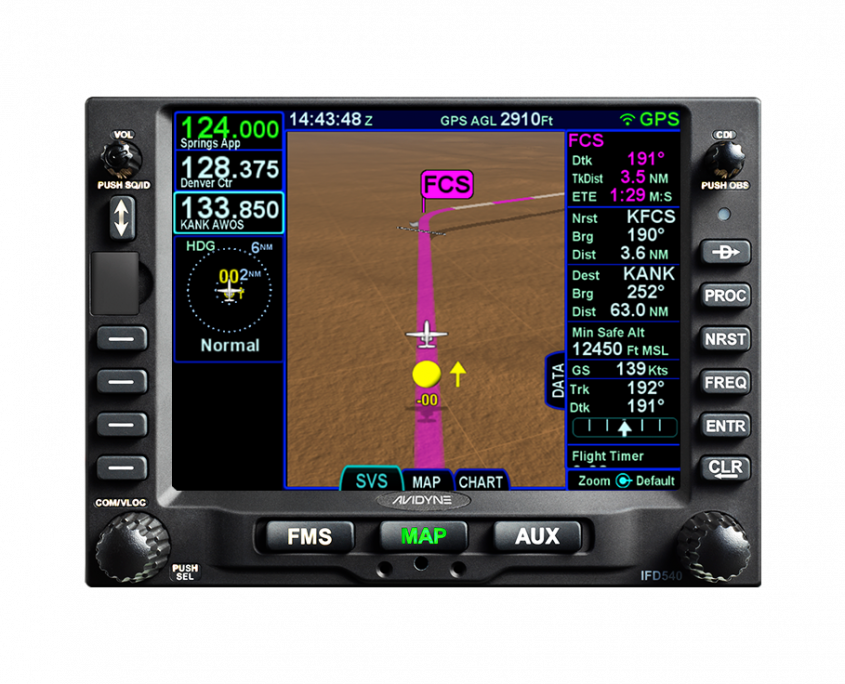 VOL
PUSH SQ/ID
124.000
Springs App
128.375
Denver Ctr
133.850
KANK AWOS
HDG
6NM
00 2NM
Normal
14:43:48 Z
GPS AGL 2910Ft
GPS
FCS
-00
DATA
SVS
MAP
CHART
FCS
Dtk 191°
TkDist 3.5 NM
ETE 1:29 M:S
Nrst KFCS
Brg 190°
Dist 3.6 NM
Dest KANK
Brg 252°
Dist 63.0 NM
Min Safe Alt
12450 Ft MSL
GS 139 Kts
Trk 192°
Dtk 191°
Flight Timer
Zoom Default
CDI
PUSH OBS
D
PROC
NRST
FREQ
ENTR
CLR
COM/VLOC
PUSH
SEL
AVIDYNE
FMS
MAP
AUX
IFD540